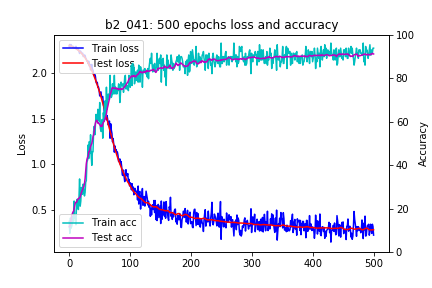 b2_041: 500 epochs loss and accuracy
Train loss
Test loss
Train acc
Test acc
Loss
2.0
1.5
1.0
0.5
Accuracy
100
80
60
40
20
0
0
100
200
300
400
500